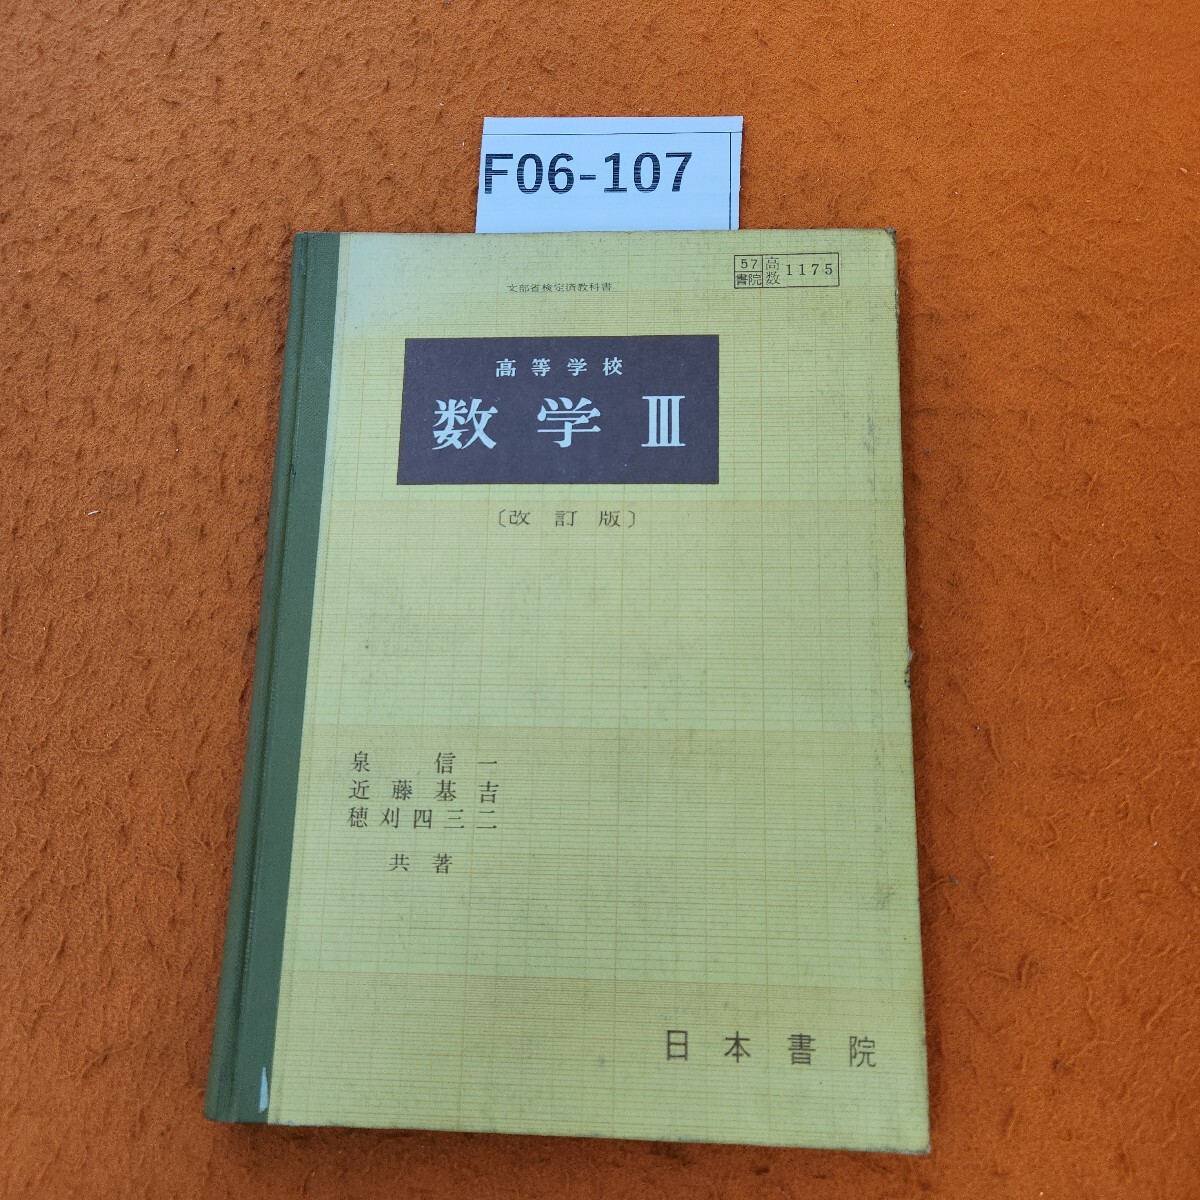 F06-107
57 高 1175
書院 数
文部省検定済教科書
高等学校
数学Ⅲ
〔改訂版〕
泉信一
近藤基吉
穂刈四三二
共著
日本書院